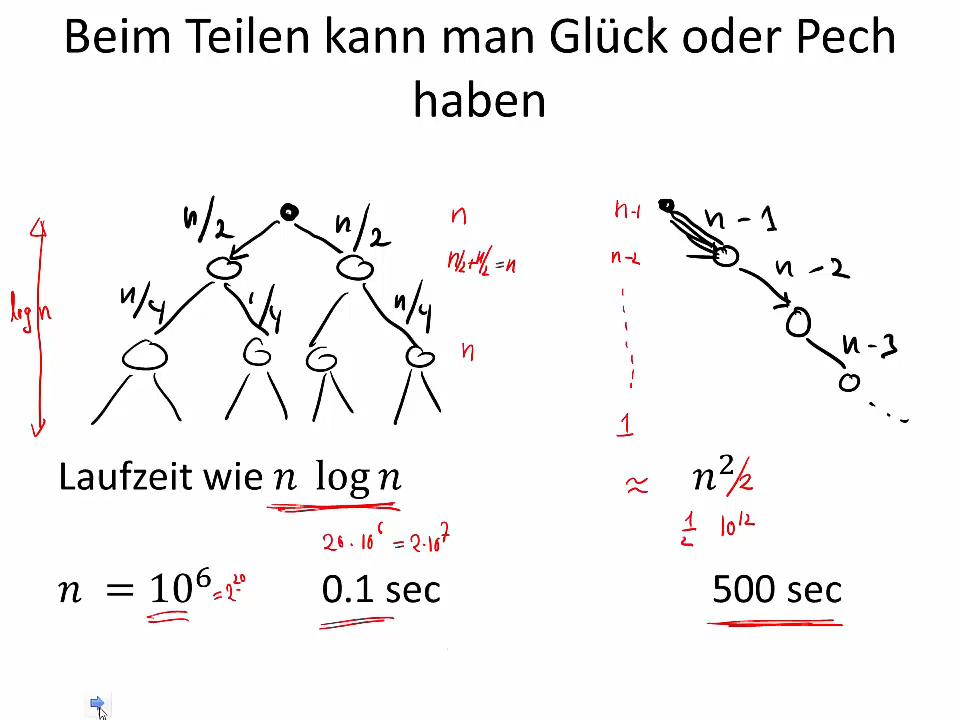 Beim Teilen kann man Glück oder Pech
haben
n/2 n/2 n n-1 n - 1
n/2 + n/2 = n n-2 n - 2
log n n/4 /4 n/4 n n - 3
1
Laufzeit wie n log n ≈ n²/2
20 · 10⁶ = 2·10⁷ 1/2 10¹²
n = 10⁶ = 2²⁰ 0.1 sec 500 sec